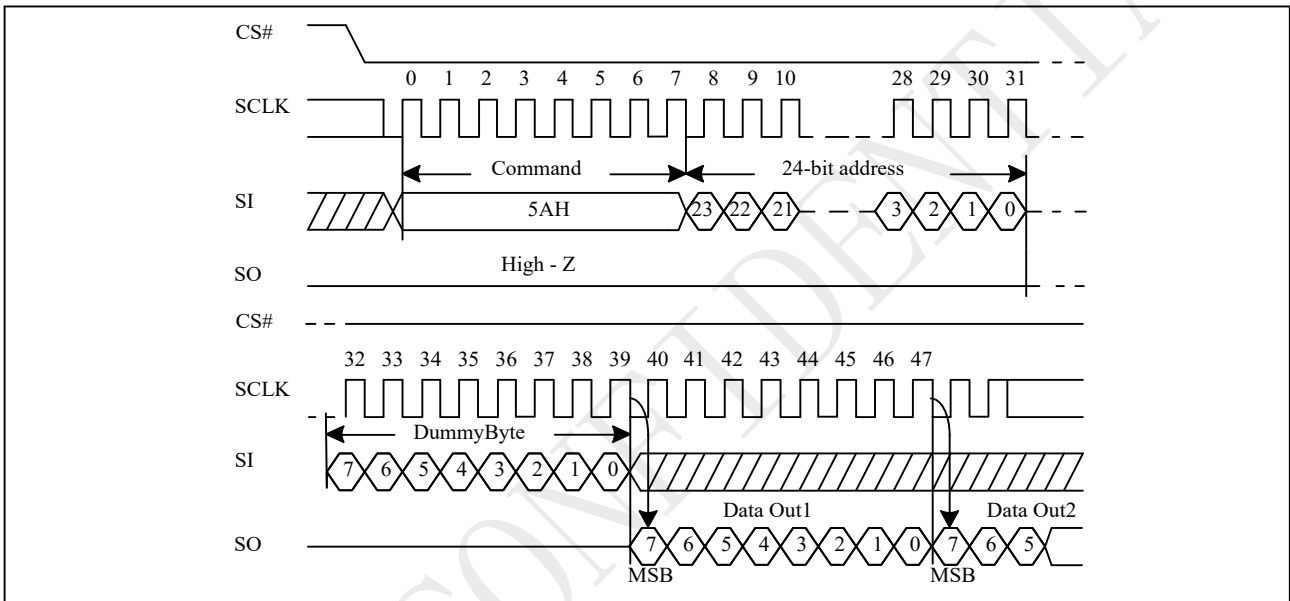 CS#
0 1 2 3 4 5 6 7 8 9 10 28 29 30 31
SCLK
Command 24-bit address
SI 5AH 23 22 21 3 2 1 0
High - Z
SO
CS#
32 33 34 35 36 37 38 39 40 41 42 43 44 45 46 47
SCLK
DummyByte
SI 7 6 5 4 3 2 1 0
Data Out1 Data Out2
SO 7 6 5 4 3 2 1 0 7 6 5
MSB MSB
CONFIDENTIA